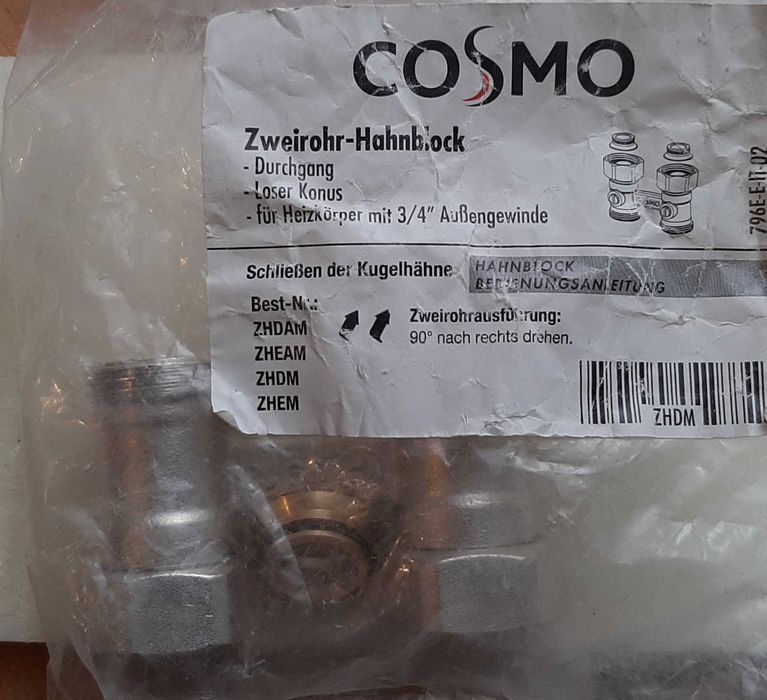 COSMO
Zweirohr-Hahnblock
- Durchgang
- Loser Konus
- für Heizkörper mit 3/4" Außengewinde
796E-E-IT-02
Schließen der Kugelhähne
HAHNBLOCK
BEDIENUNGSANLEITUNG
Best-Nr.:
ZHDAM
ZHEAM
ZHDM
ZHEM
Zweirohrausführung:
90° nach rechts drehen.
ZHDM